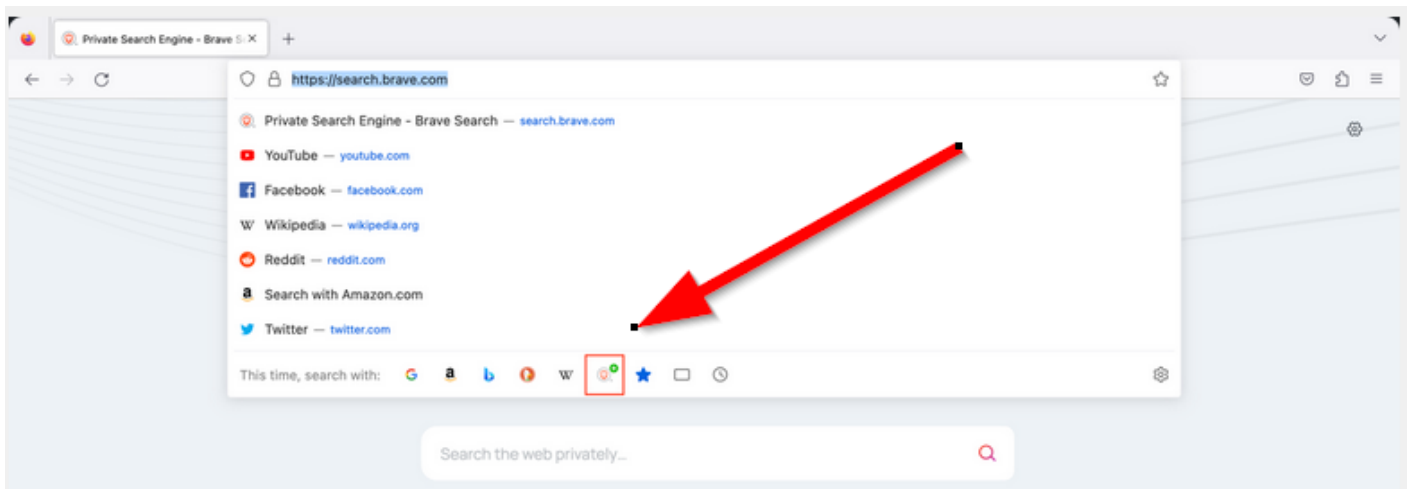 Private Search Engine - Brave S
https://search.brave.com
Private Search Engine - Brave Search — search.brave.com
YouTube — youtube.com
Facebook — facebook.com
W Wikipedia — wikipedia.org
Reddit — reddit.com
a Search with Amazon.com
Twitter — twitter.com
This time, search with: G a b W
Search the web privately...